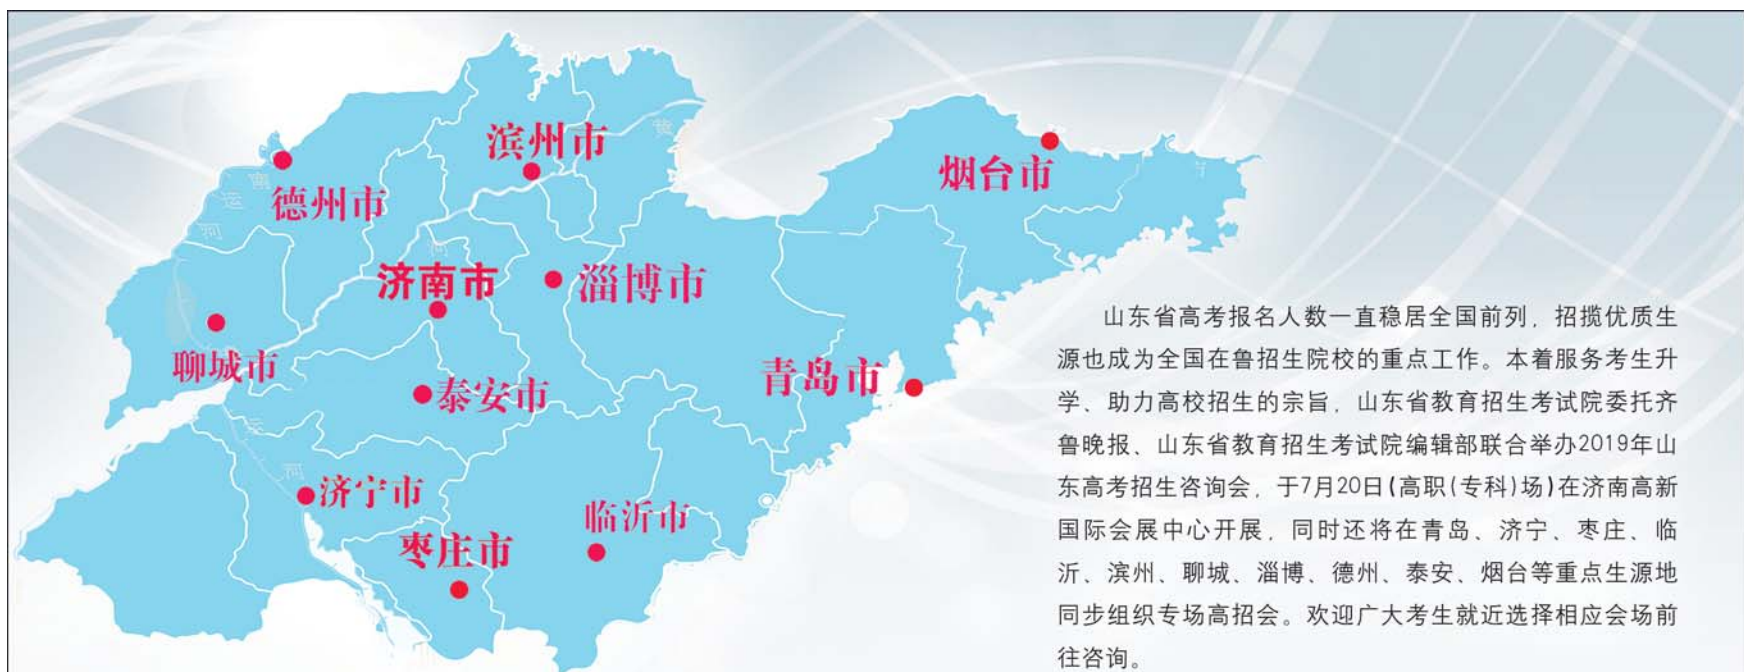 滨州市
烟台市
德州市
济南市
淄博市
聊城市
青岛市
泰安市
济宁市
临沂市
枣庄市
黄
南
运
河
河
运
河
山东省高考报名人数一直稳居全国前列，招揽优质生
源也成为全国在鲁招生院校的重点工作。本着服务考生升
学、助力高校招生的宗旨，山东省教育招生考试院委托齐
鲁晚报、山东省教育招生考试院编辑部联合举办2019年山
东高考招生咨询会，于7月20日(高职(专科)场)在济南高新
国际会展中心开展，同时还将在青岛、济宁、枣庄、临
沂、滨州、聊城、淄博、德州、泰安、烟台等重点生源地
同步组织专场高招会。欢迎广大考生就近选择相应会场前
往咨询。